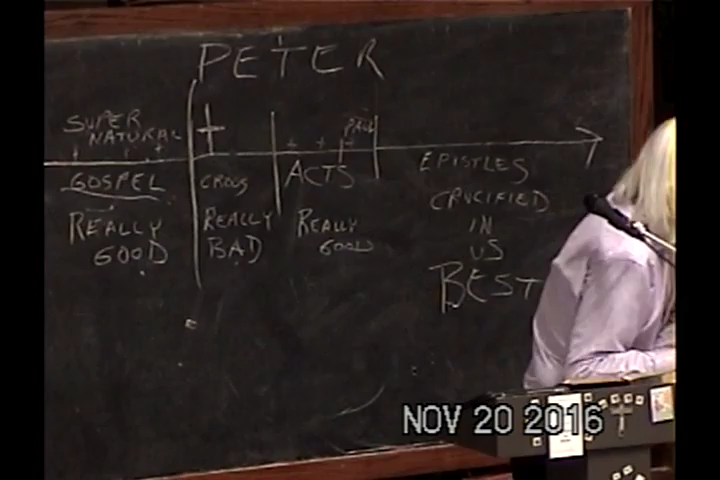 PETER
SUPER
NATURAL
GOSPEL
REALLY
GOOD
CROSS
REALLY
BAD
PAUL
ACTS
REALLY
GOOD
EPISTLES
CRUCIFIED
IN
US
BEST
NOV 20 2016